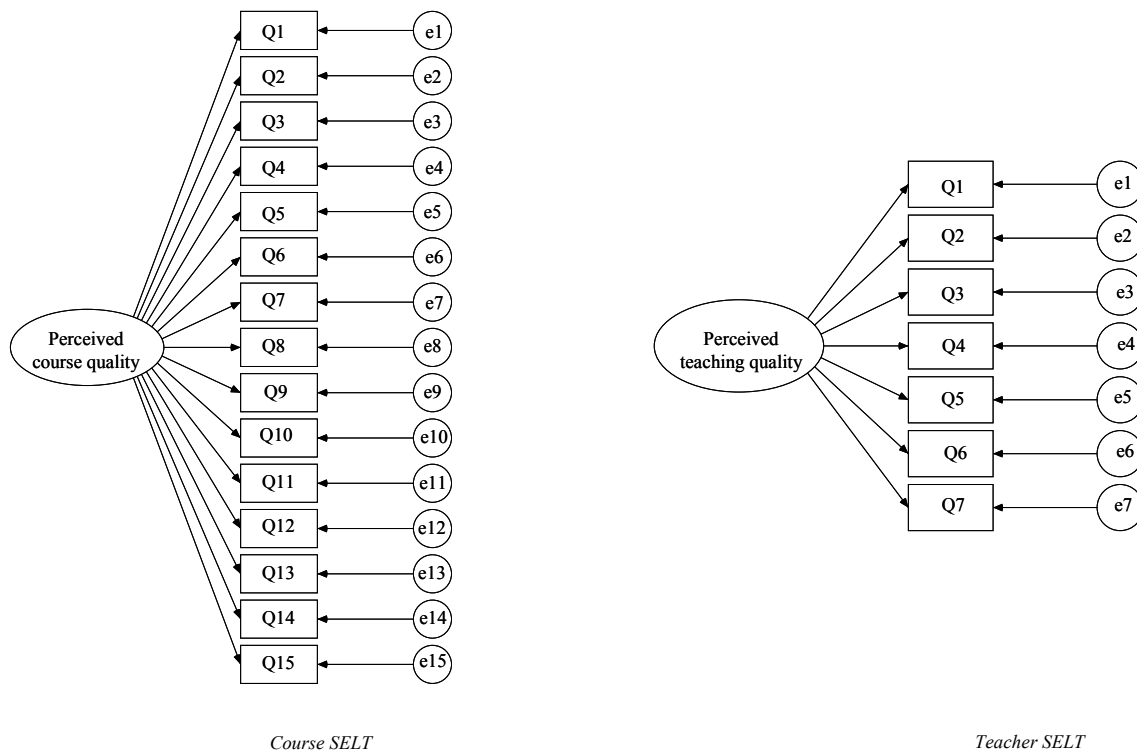 Q1
e1
Q2
e2
Q3
e3
Q4
e4
Q5
e5
Q6
e6
Q7
e7
Perceived
course quality
Q8
e8
Q9
e9
Q10
e10
Q11
e11
Q12
e12
Q13
e13
Q14
e14
Q15
e15
Course SELT
Q1
e1
Q2
e2
Q3
e3
Perceived
teaching quality
Q4
e4
Q5
e5
Q6
e6
Q7
e7
Teacher SELT